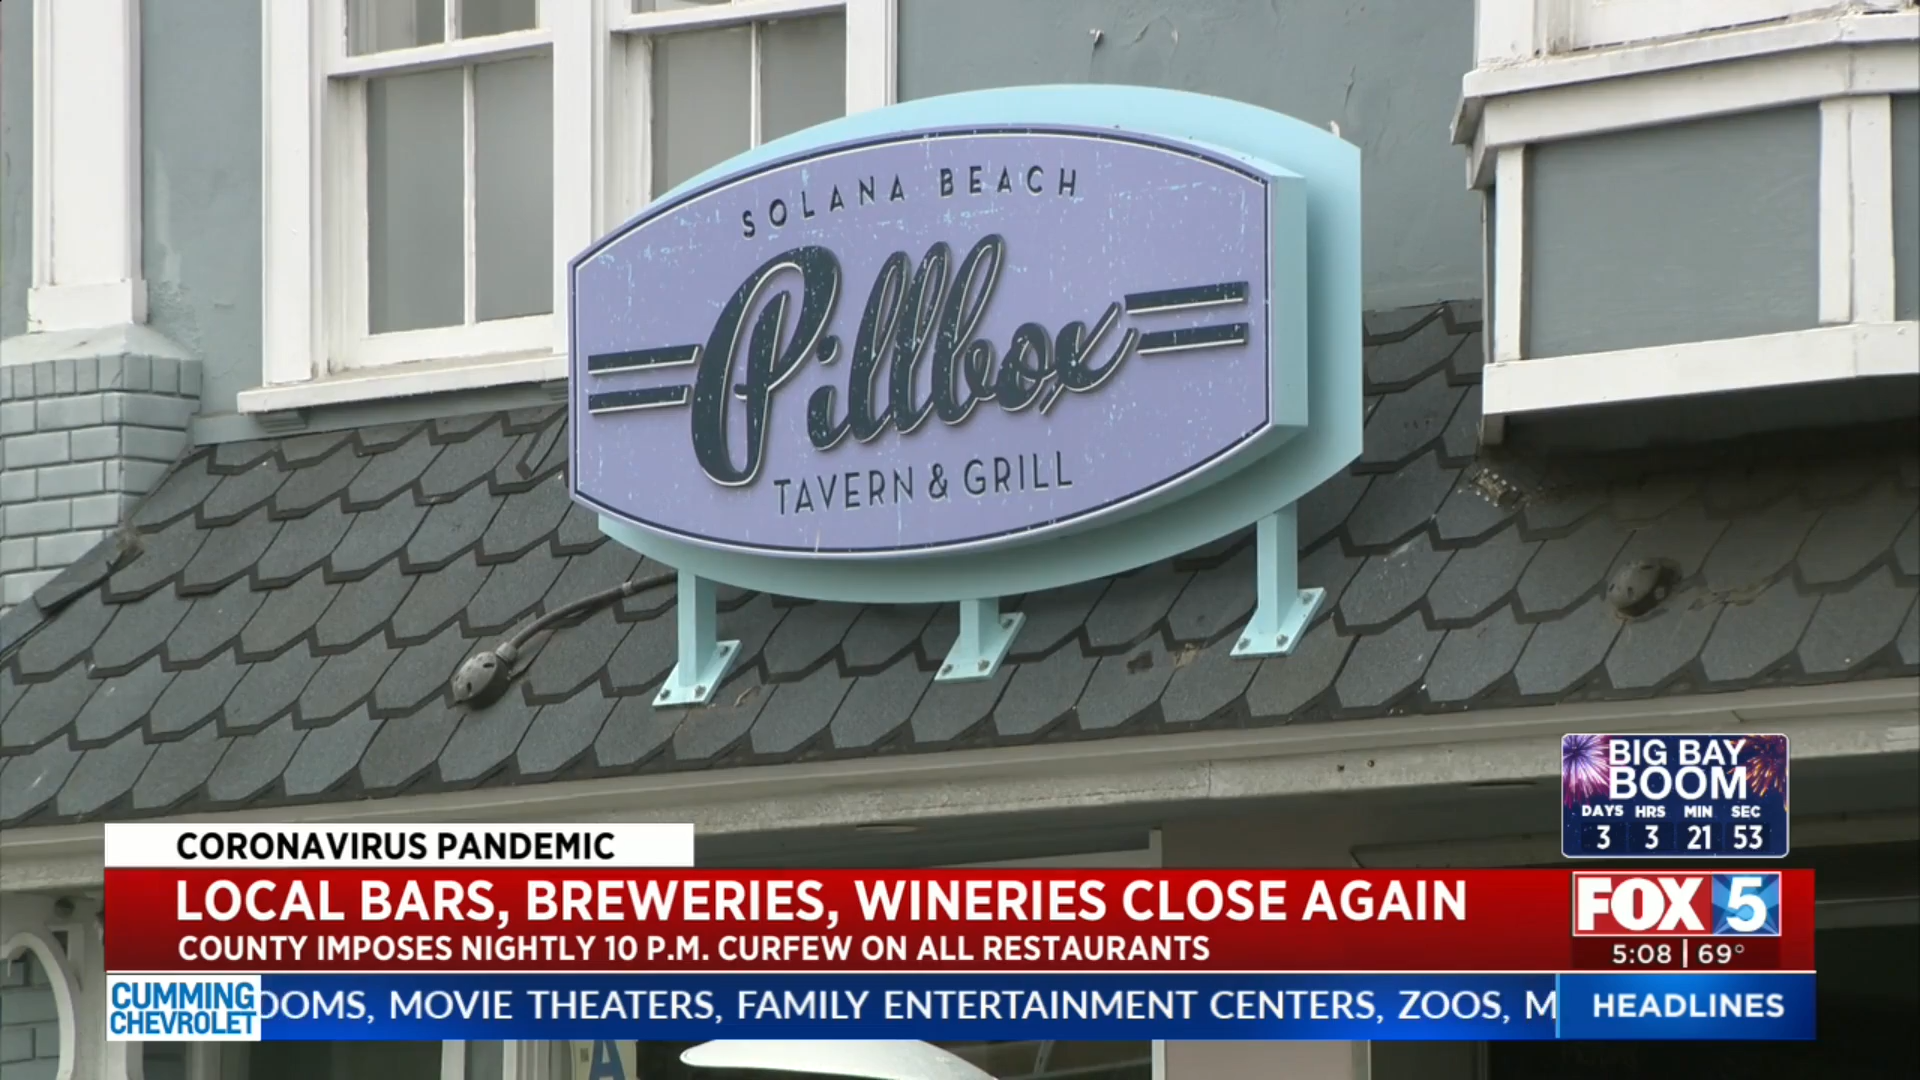 SOLANA BEACH
Pillbox
TAVERN & GRILL
BIG BAY
BOOM
DAYS HRS MIN SEC
3 3 21 53
CORONAVIRUS PANDEMIC
LOCAL BARS, BREWERIES, WINERIES CLOSE AGAIN
COUNTY IMPOSES NIGHTLY 10 P.M. CURFEW ON ALL RESTAURANTS
FOX 5
5:08 | 69°
CUMMING
CHEVROLET
OOMS, MOVIE THEATERS, FAMILY ENTERTAINMENT CENTERS, ZOOS, M
HEADLINES
A